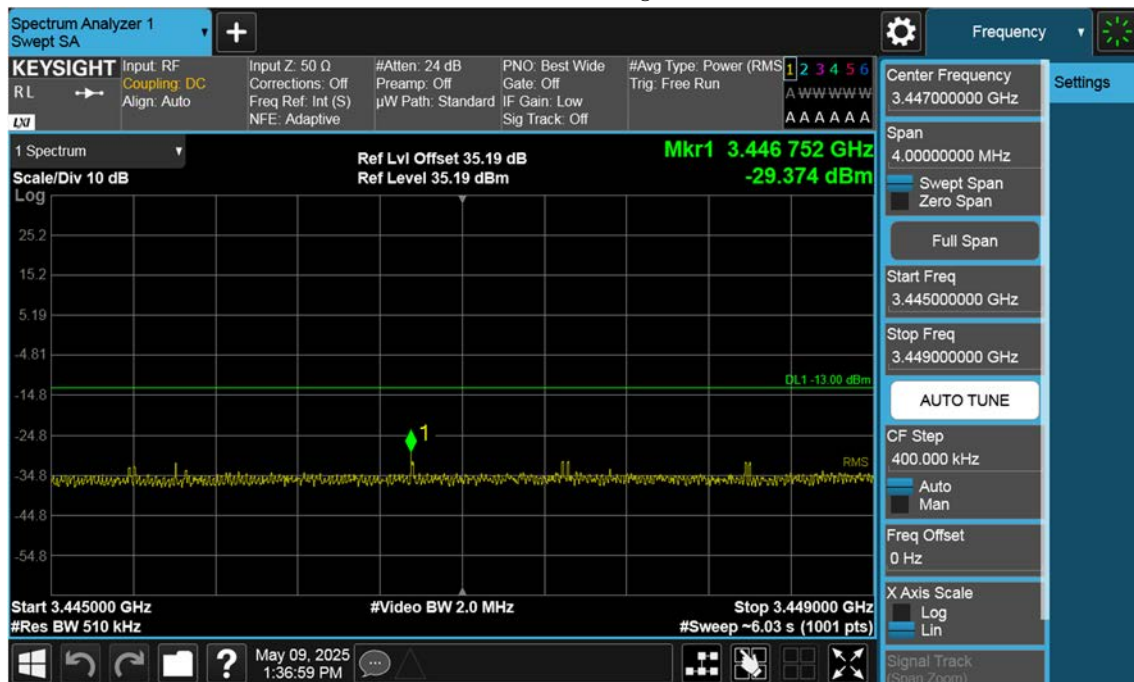 Spectrum Analyzer 1
Swept SA
+
Frequency
KEYSIGHT
RL
LXI
Input: RF
Coupling: DC
Align: Auto
Input Z: 50 Ω
Corrections: Off
Freq Ref: Int (S)
NFE: Adaptive
#Atten: 24 dB
Preamp: Off
µW Path: Standard
PNO: Best Wide
Gate: Off
IF Gain: Low
Sig Track: Off
#Avg Type: Power (RMS
Trig: Free Run
1 2 3 4 5 6
A W W W W W
A A A A A A
1 Spectrum
Scale/Div 10 dB
Ref Lvl Offset 35.19 dB
Ref Level 35.19 dBm
Mkr1 3.446 752 GHz
-29.374 dBm
Log
25.2
15.2
5.19
-4.81
-14.8
-24.8
-34.8
-44.8
-54.8
DL1 -13.00 dBm
1
RMS
Start 3.445000 GHz
#Res BW 510 kHz
#Video BW 2.0 MHz
Stop 3.449000 GHz
#Sweep ~6.03 s (1001 pts)
?
May 09, 2025
1:36:59 PM
Center Frequency
3.447000000 GHz
Span
4.00000000 MHz
Swept Span
Zero Span
Full Span
Start Freq
3.445000000 GHz
Stop Freq
3.449000000 GHz
AUTO TUNE
CF Step
400.000 kHz
Auto
Man
Freq Offset
0 Hz
X Axis Scale
Log
Lin
Signal Track
(Span Zoom)
Settings